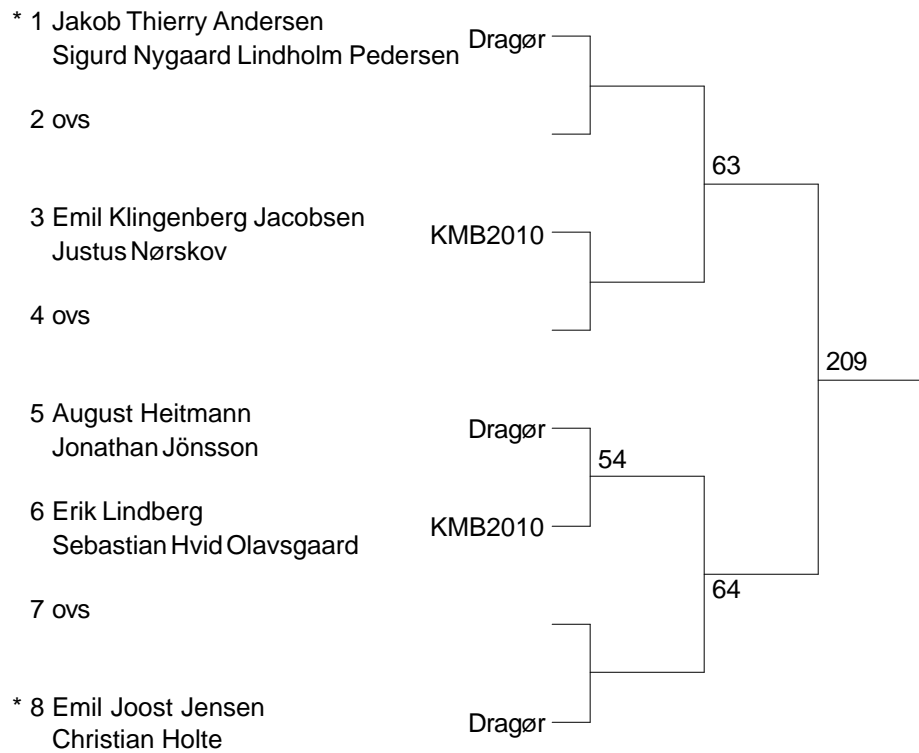 * 1 Jakob Thierry Andersen Dragør
Sigurd Nygaard Lindholm Pedersen
2 ovs
63
3 Emil Klingenberg Jacobsen KMB2010
Justus Nørskov
4 ovs
209
5 August Heitmann Dragør
Jonathan Jönsson
54
6 Erik Lindberg KMB2010
Sebastian Hvid Olavsgaard
64
7 ovs
* 8 Emil Joost Jensen Dragør
Christian Holte